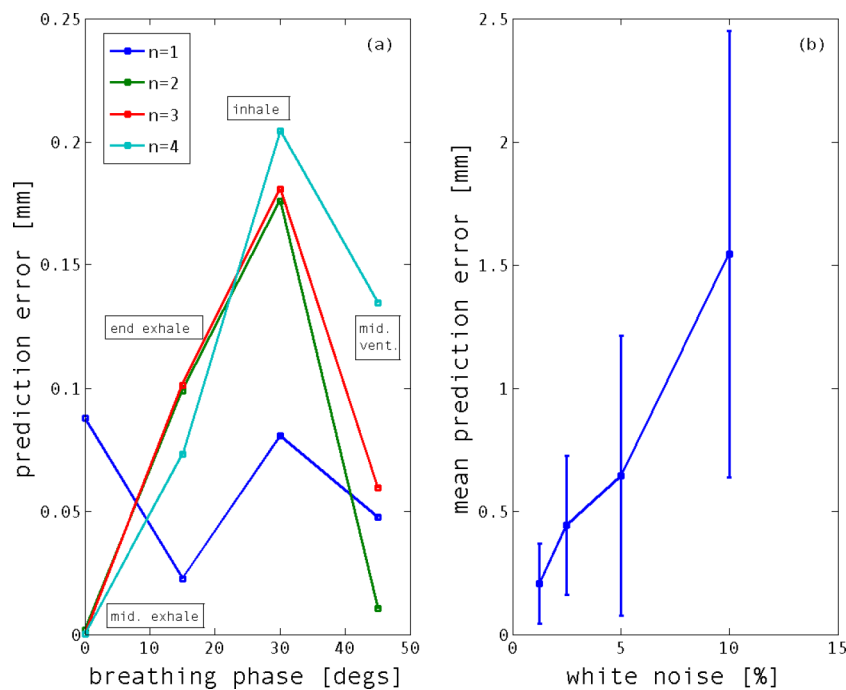 (a)
n=1
n=2
n=3
n=4
inhale
end exhale
mid.
vent.
mid. exhale
prediction error [mm]
0.25
0.2
0.15
0.1
0.05
0
0 10 20 30 40 50
breathing phase [degs]
(b)
mean prediction error [mm]
2.5
2
1.5
1
0.5
0
0 5 10 15
white noise [%]